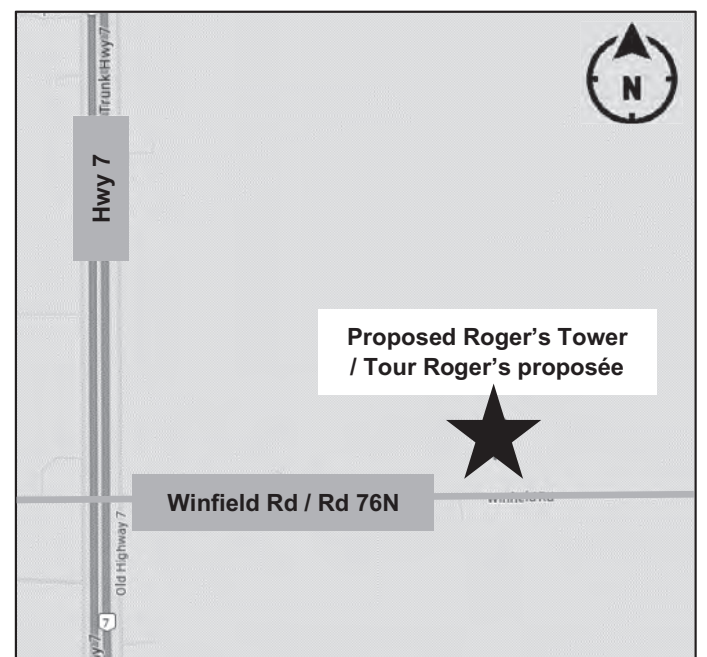 Trunk Hwy 7
N
Hwy 7
Proposed Roger's Tower
/ Tour Roger's proposée
Winfield Rd / Rd 76N
Winfield Rd
Old Highway 7
7